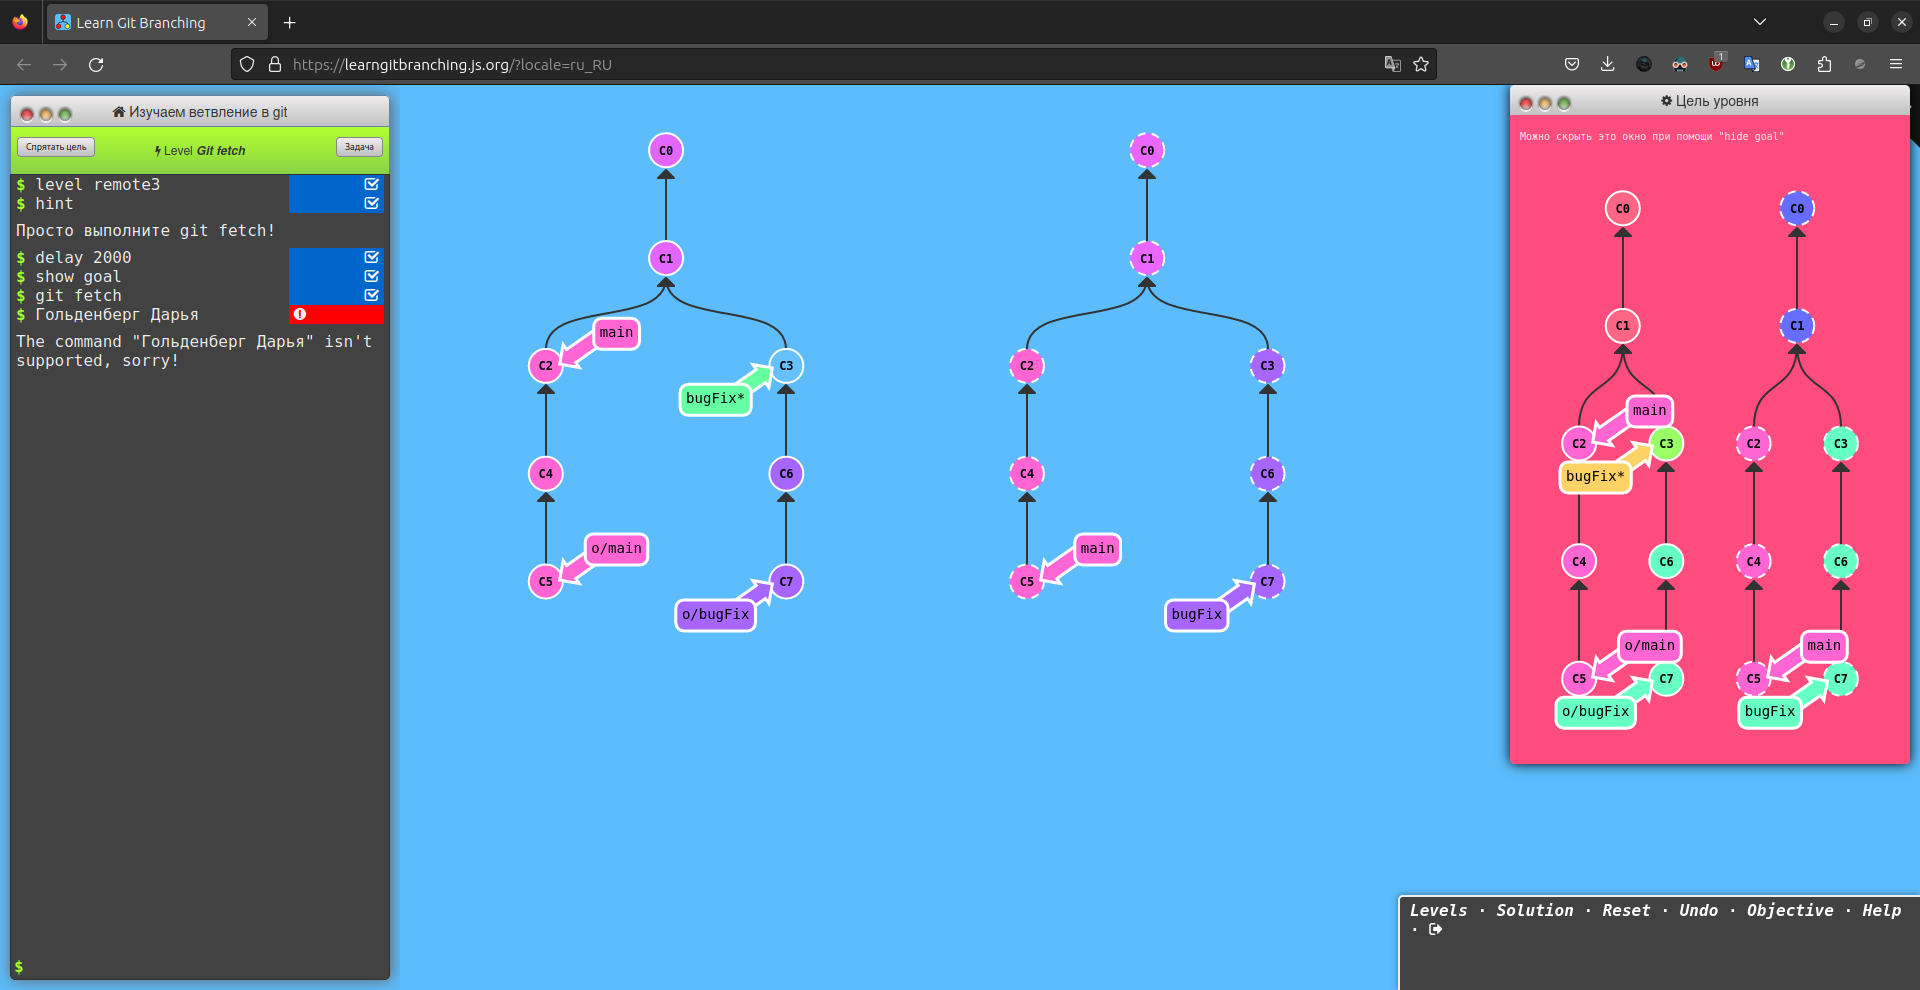 Learn Git Branching
https://learngitbranching.js.org/?locale=ru_RU
1
Изучаем ветвление в git
Спрятать цель
Level Git fetch
Задача
$ level remote3
$ hint
Просто выполните git fetch!
$ delay 2000
$ show goal
$ git fetch
$ Гольденберг Дарья
The command "Гольденберг Дарья" isn't
supported, sorry!
$
C0
C1
main
C2
C3
bugFix*
C4
C6
o/main
C5
C7
o/bugFix
C0
C1
C2
C3
C4
C6
main
C5
C7
bugFix
Цель уровня
Можно скрыть это окно при помощи "hide goal"
C0
C1
main
C2
C3
bugFix*
C4
C6
o/main
C5
C7
o/bugFix
C0
C1
C2
C3
C4
C6
main
C5
C7
bugFix
Levels · Solution · Reset · Undo · Objective · Help
·